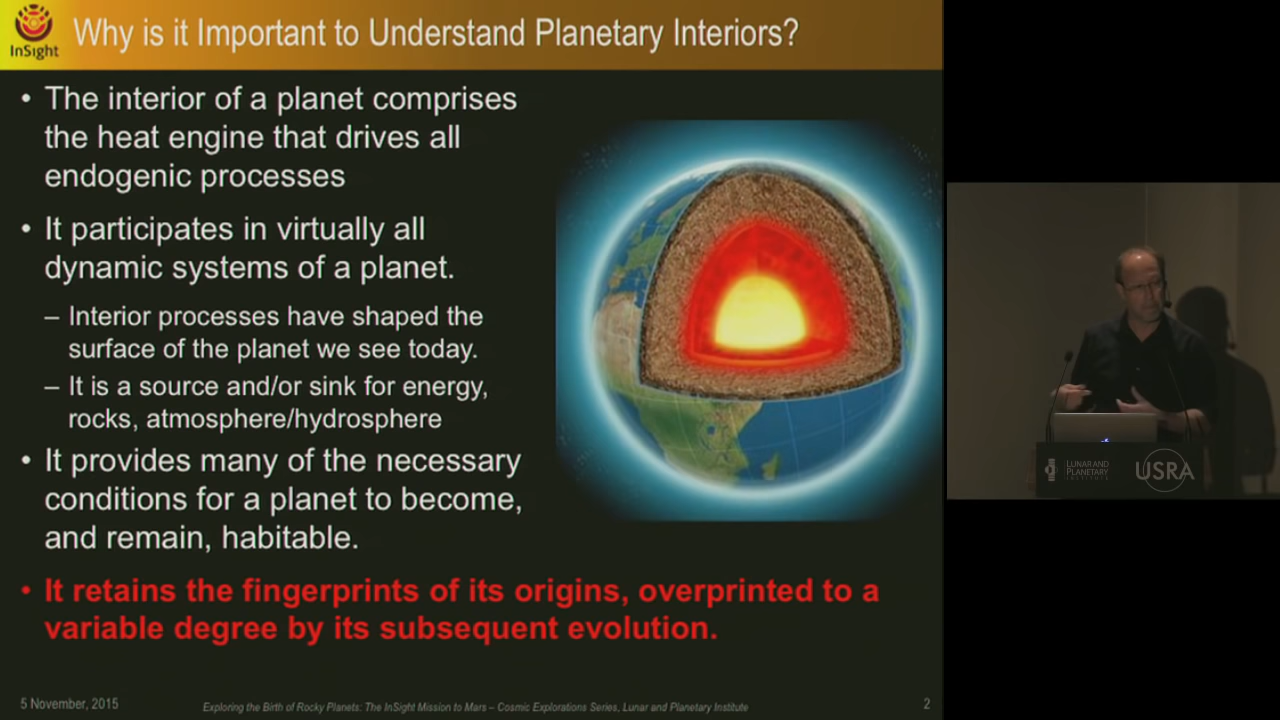 InSight
Why is it Important to Understand Planetary Interiors?
• The interior of a planet comprises
the heat engine that drives all
endogenic processes
• It participates in virtually all
dynamic systems of a planet.
– Interior processes have shaped the
surface of the planet we see today.
– It is a source and/or sink for energy,
rocks, atmosphere/hydrosphere
• It provides many of the necessary
conditions for a planet to become,
and remain, habitable.
• It retains the fingerprints of its origins, overprinted to a
variable degree by its subsequent evolution.
5 November, 2015
Exploring the Birth of Rocky Planets: The InSight Mission to Mars – Cosmic Explorations Series, Lunar and Planetary Institute
2
LUNAR AND
PLANETARY
INSTITUTE
USRA